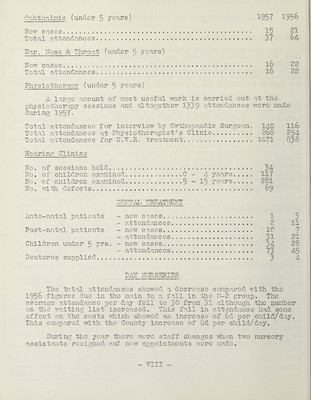 Ophthalmic (under 5 years) 1957 1956
New cases 15 21
Total attendances 37 64
Ear, Nose & Throat (under 5 years)
New cases 16 22
Total attendances 16 22
Physiotherapy (under 5 years)
A large amount of most useful work is carried out at the
physiotherapy sessions and altogether 1339 attendances were made
during 1957.
Total attendances for interview by Orthopaedic Surgeon. 140 116
Total attendances at Physiotherapist's Clinic 268 294
Total attendances for U.V.R. treatment 1071 838
Hearing Clinics
No. of sessions held 34
No. of children examined 0 - 4 years 117
No. of children examined 5 - 15 years 281
No. with defects 69
DENTAL TREATMENT
Ante-natal patients - new cases 1 3
- attendances 2 11
Post-natal patients - new cases 10 7
- attendances 31 21
Children under 5 yrs. - new cases 54 28
- attendances 73 45
Dentures supplied 3 4
DAY NURSERIES
The total attendances showed a decrease compared with the
1956 figures due in the main to a fall in the 0-2 group. The
average attendance per day fell to 30 from 31 although the number
on the waiting list increased. This fall in attendance had some
effect on the costs which showed an increase of 6d per child/day.
This compared with the County increase of 8d per child/day.
During the year there were staff changes when two nursery
assistants resigned and new appointments were made.
- VIII -